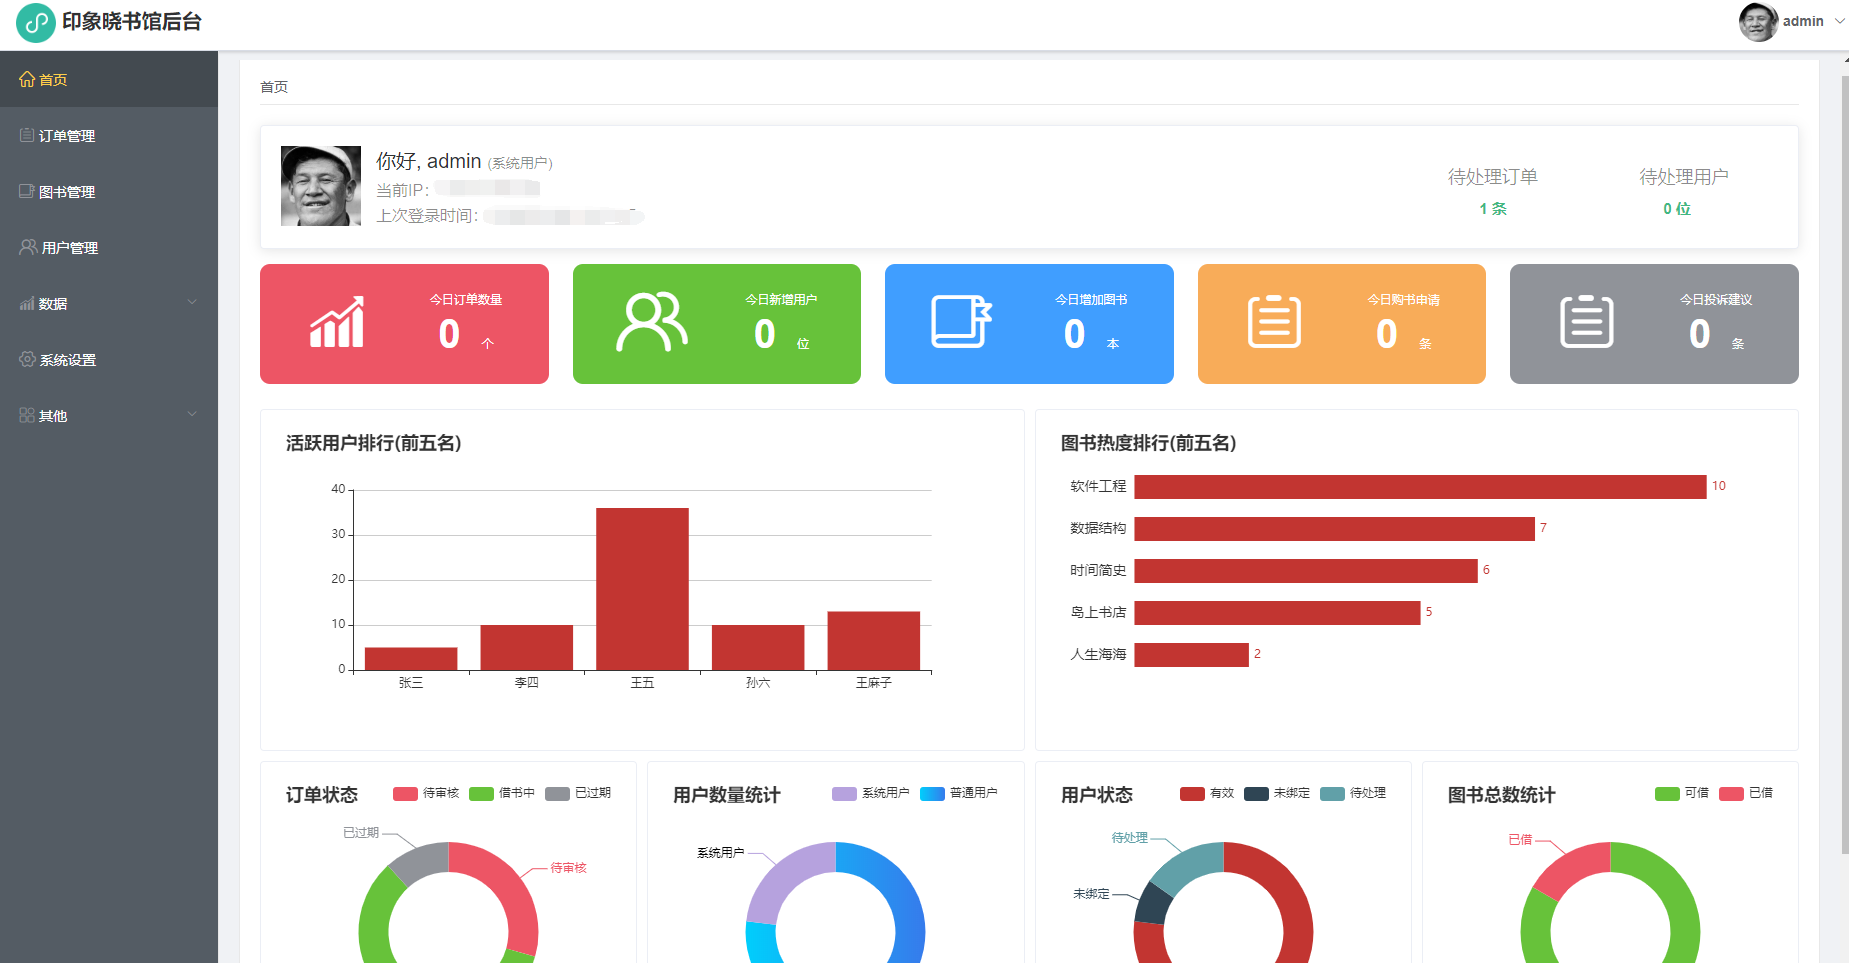 印象晓书馆后台
admin
首页
订单管理
图书管理
用户管理
数据
系统设置
其他
首页
你好, admin (系统用户)
当前IP:
上次登录时间:
待处理订单
1 条
待处理用户
0 位
今日订单数量
0 个
今日新增用户
0 位
今日增加图书
0 本
今日购书申请
0 条
今日投诉建议
0 条
活跃用户排行(前五名)
40
30
20
10
0
张三 李四 王五 孙六 王麻子
图书热度排行(前五名)
软件工程 10
数据结构 7
时间简史 6
岛上书店 5
人生海海 2
订单状态 待审核 借书中 已过期
已过期
待审核
用户数量统计 系统用户 普通用户
系统用户
用户状态 有效 未绑定 待处理
待处理
未绑定
图书总数统计 可借 已借
已借